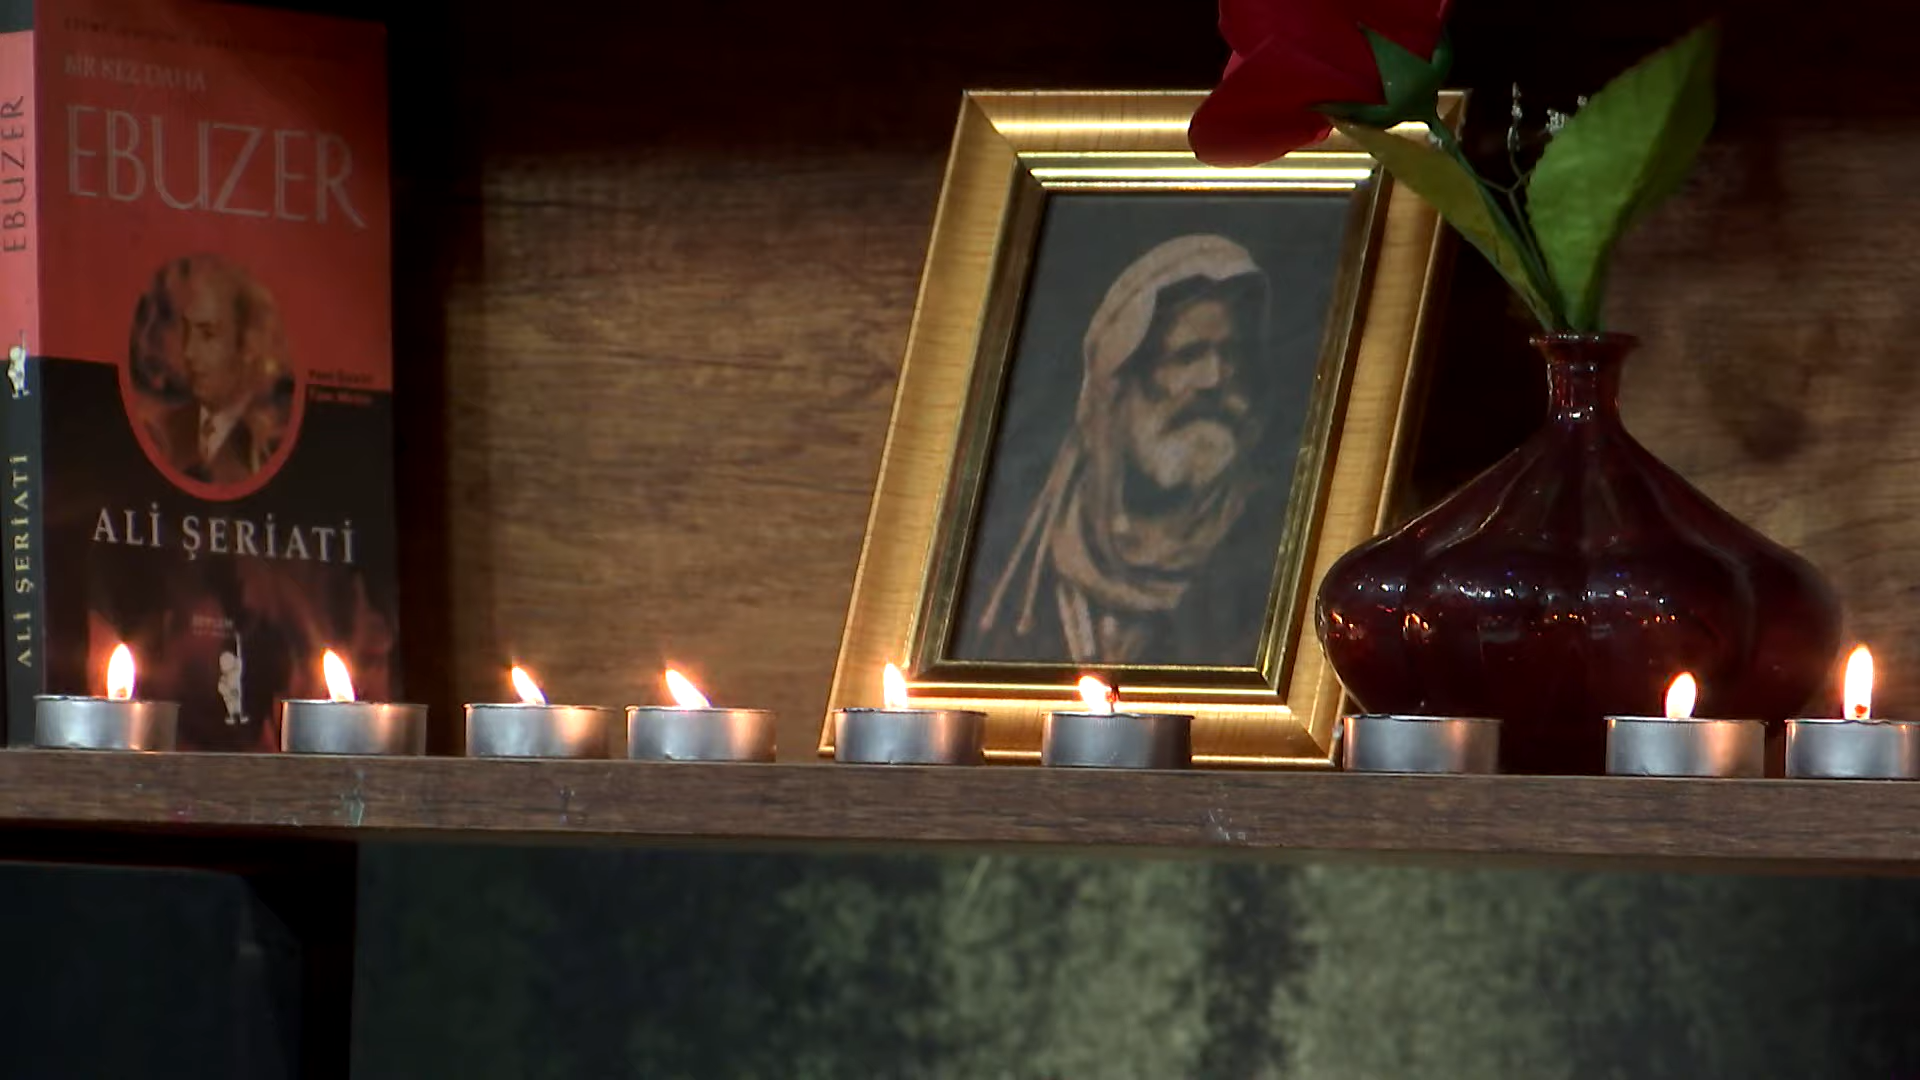 BİR KEZ DAHA
EBUZER
ALİ ŞERİATİ
EBUZER
ALİ ŞERİATİ